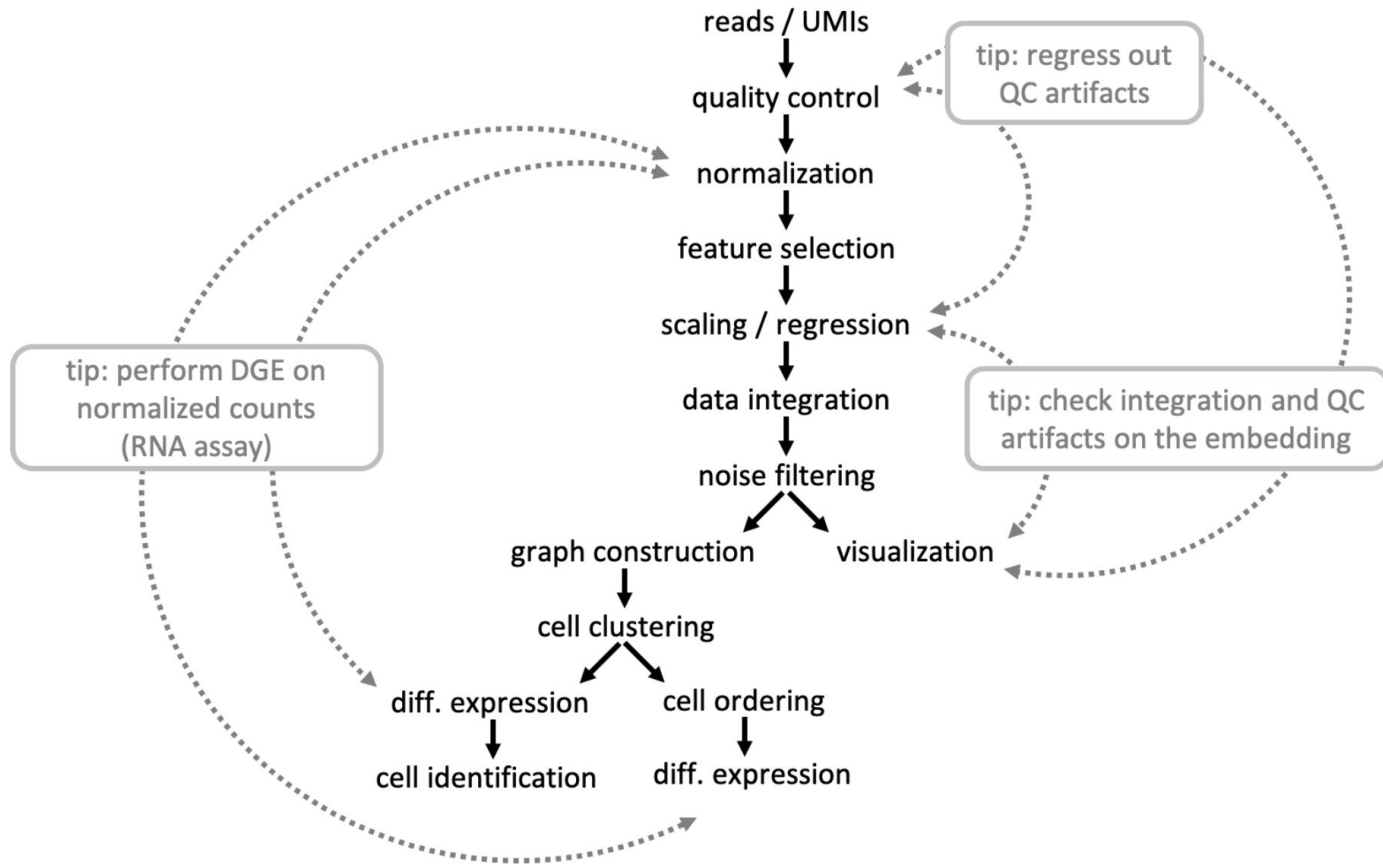 reads / UMIs
tip: regress out
QC artifacts
quality control
normalization
feature selection
scaling / regression
tip: perform DGE on
normalized counts
(RNA assay)
data integration
tip: check integration and QC
artifacts on the embedding
noise filtering
graph construction
visualization
cell clustering
diff. expression
cell ordering
cell identification
diff. expression